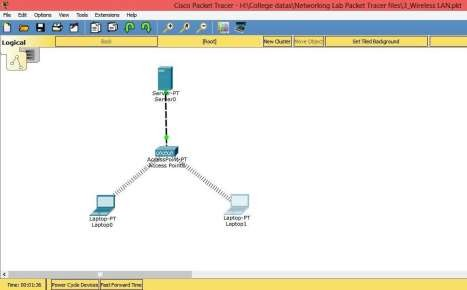 Cisco Packet Tracer - H:\College datas\Networking Lab Packet Tracer files\3_Wireless LAN.pkt
File Edit Options View Tools Extensions Help
Logical Back [Root] New Cluster Move Object Set Tiled Background
Server-PT
Server0
AccessPoint-PT
Access Point0
Laptop-PT
Laptop0
Laptop-PT
Laptop1
Time: 00:01:36 Power Cycle Devices Fast Forward Time